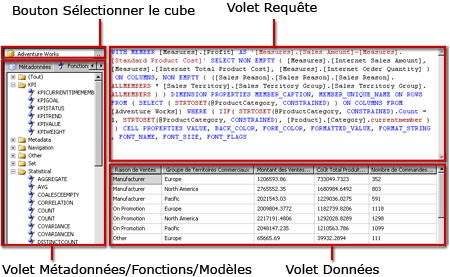 Bouton Sélectionner le cube
Volet Requête
Adventure Works
Métadonnées
Fonction
(Tout)
KPI
KPICURRENTTIMEMEMBE
KPIGOAL
KPISTATUS
KPITREND
KPIVALUE
KPIWEIGHT
Metadata
Navigation
Other
Set
Statistical
AGGREGATE
AVG
COALESCEEMPTY
CORRELATION
COUNT
COUNT
COVARIANCE
COVARIANCEN
DISTINCTCOUNT
WITH MEMBER [Measures].[Profit] AS '[Measures].[Sales Amount]-[Measures].
[Standard Product Cost]' SELECT NON EMPTY { [Measures].[Internet Sales Amount],
[Measures].[Internet Total Product Cost], [Measures].[Internet Order Quantity] }
ON COLUMNS, NON EMPTY { ([Sales Reason].[Sales Reason].[Sales Reason].
ALLMEMBERS * [Sales Territory].[Sales Territory Group].[Sales Territory Group].
ALLMEMBERS ) } DIMENSION PROPERTIES MEMBER_CAPTION, MEMBER_UNIQUE_NAME ON ROWS
FROM ( SELECT ( STRTOSET(@ProductCategory, CONSTRAINED) ) ON COLUMNS FROM
[Adventure Works]) WHERE ( IIF( STRTOSET(@ProductCategory, CONSTRAINED).Count =
1, STRTOSET(@ProductCategory, CONSTRAINED), [Product].[Category].currentmember )
) CELL PROPERTIES VALUE, BACK_COLOR, FORE_COLOR, FORMATTED_VALUE, FORMAT_STRING
, FONT_NAME, FONT_SIZE, FONT_FLAGS
Raison de Ventes Groupe de Territoires Commerciaux Montant des Ventes... Coût Total Produit... Nombre de Commandes...
Manufacturer Europe 1206593.86 733049.7323 352
Manufacturer North America 2765552.35 1680984.6492 803
Manufacturer Pacific 2021543.03 1229036.0275 591
On Promotion Europe 2009804.3772 1182739.8206 1118
On Promotion North America 2217191.4806 1292028.8289 1298
On Promotion Pacific 2048147.235 1210563.786 1099
Other Europe 65665.69 39932.2894 111
Volet Métadonnées/Fonctions/Modèles
Volet Données